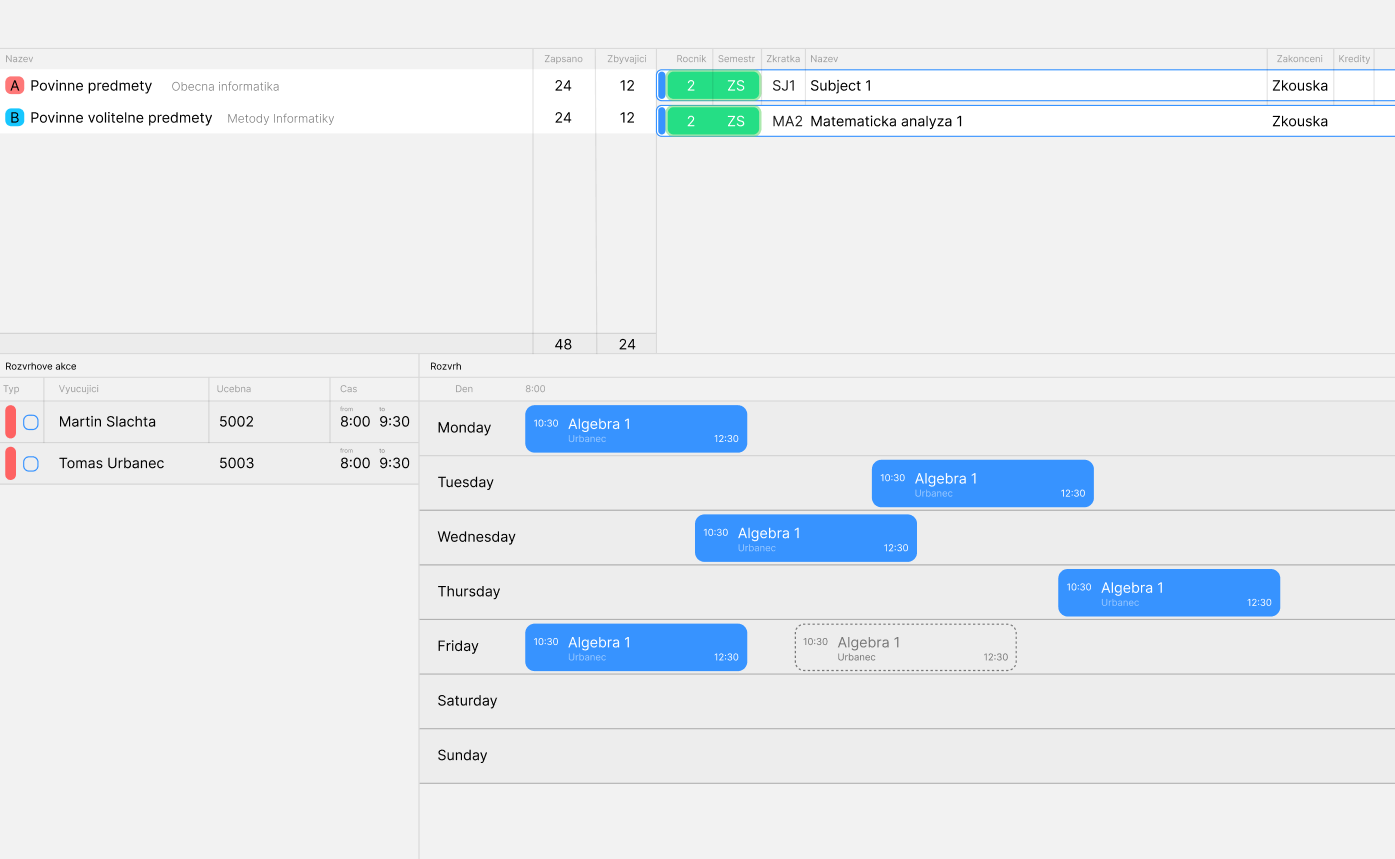 Nazev Zapsano Zbyvajici Rocnik Semestr Zkratka Nazev Zakonceni Kredity
A Povinne predmety Obecna informatika 24 12 2 ZS SJ1 Subject 1 Zkouska
B Povinne volitelne predmety Metody Informatiky 24 12 2 ZS MA2 Matematicka analyza 1 Zkouska
48 24
Rozvrhove akce
Typ Vyucujici Ucebna Cas
from to
Martin Slachta 5002 8:00 9:30
from to
Tomas Urbanec 5003 8:00 9:30
Rozvrh
Den 8:00
Monday 10:30 Algebra 1
Urbanec 12:30
Tuesday 10:30 Algebra 1
Urbanec 12:30
Wednesday 10:30 Algebra 1
Urbanec 12:30
Thursday 10:30 Algebra 1
Urbanec 12:30
Friday 10:30 Algebra 1 10:30 Algebra 1
Urbanec 12:30 Urbanec 12:30
Saturday
Sunday